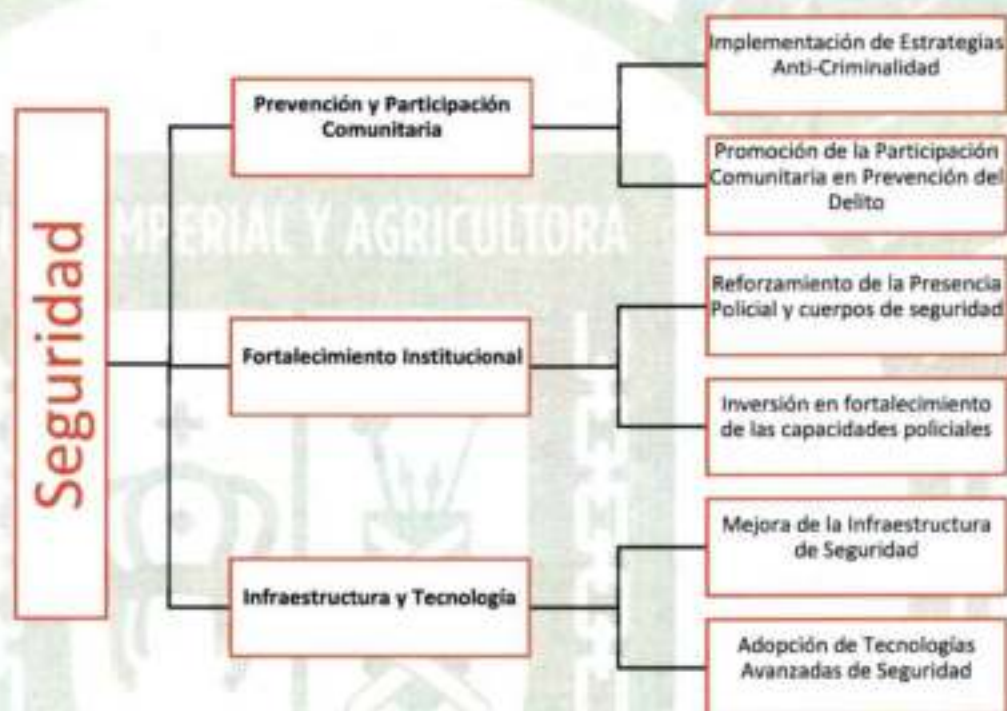 Seguridad
Prevención y Participación
Comunitaria
Implementación de Estrategias
Anti-Criminalidad
Promoción de la Participación
Comunitaria en Prevención del
Delito
IMPERIAL Y AGRICULTORA
Fortalecimiento Institucional
Reforzamiento de la Presencia
Policial y cuerpos de seguridad
Inversión en fortalecimiento
de las capacidades policiales
Infraestructura y Tecnología
Mejora de la Infraestructura
de Seguridad
Adopción de Tecnologías
Avanzadas de Seguridad